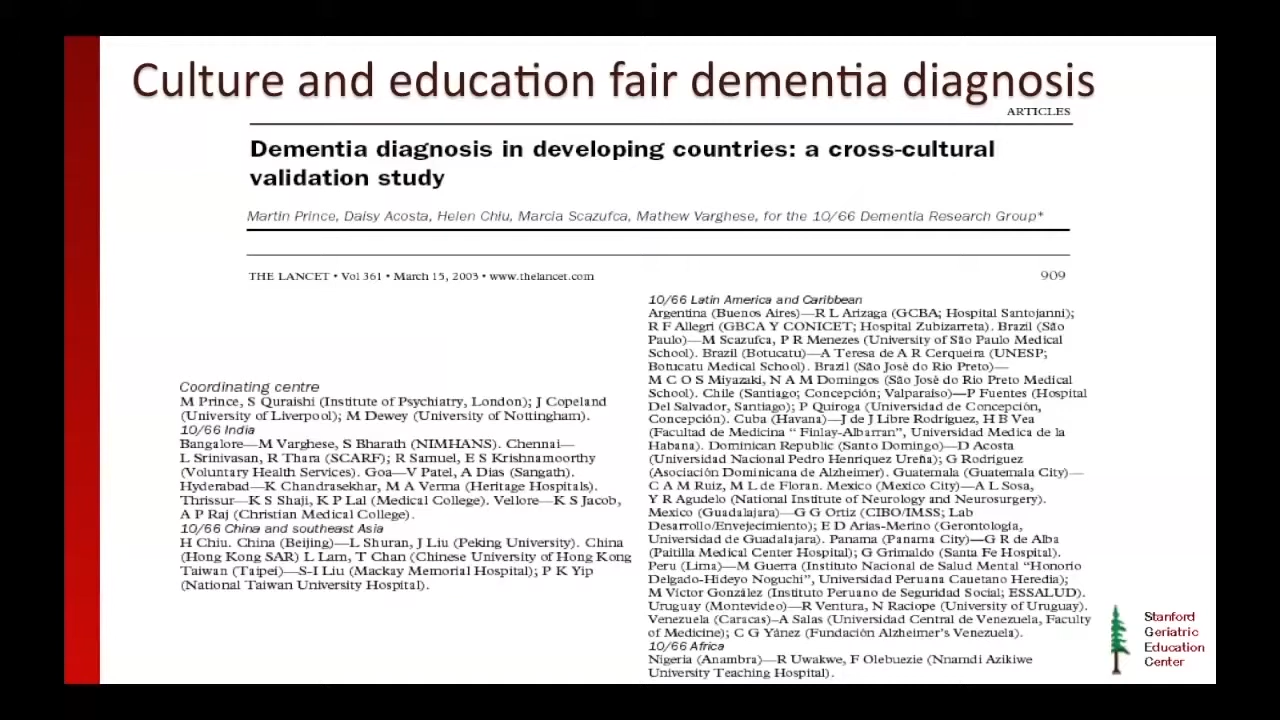 Culture and education fair dementia diagnosis
ARTICLES
Dementia diagnosis in developing countries: a cross-cultural
validation study
Martin Prince, Daisy Acosta, Helen Chiu, Marcia Scazufca, Mathew Varghese, for the 10/66 Dementia Research Group*
THE LANCET • Vol 361 • March 15, 2003 • www.thelancet.com
909
Coordinating centre
M Prince, S Quraishi (Institute of Psychiatry, London); J Copeland
(University of Liverpool); M Dewey (University of Nottingham).
10/66 India
Bangalore—M Varghese, S Bharath (NIMHANS). Chennai—
L Srinivasan, R Thara (SCARF); R Samuel, E S Krishnamoorthy
(Voluntary Health Services). Goa—V Patel, A Dias (Sangath).
Hyderabad—K Chandrasekhar, M A Verma (Heritage Hospitals).
Thrissur—K S Shaji, K P Lal (Medical College). Vellore—K S Jacob,
A P Raj (Christian Medical College).
10/66 China and southeast Asia
H Chiu. China (Beijing)—L Shuran, J Liu (Peking University). China
(Hong Kong SAR) L Lam, T Chan (Chinese University of Hong Kong
Taiwan (Taipei)—S-I Liu (Mackay Memorial Hospital); P K Yip
(National Taiwan University Hospital).
10/66 Latin America and Caribbean
Argentina (Buenos Aires)—R L Arizaga (GCBA; Hospital Santojanni);
R F Allegri (GBCA Y CONICET; Hospital Zubizarreta). Brazil (São
Paulo)—M Scazufca, P R Menezes (University of São Paulo Medical
School). Brazil (Botucatu)—A Teresa de A R Cerqueira (UNESP;
Botucatu Medical School). Brazil (São Josè do Rio Preto)—
M C O S Miyazaki, N A M Domingos (São Josè do Rio Preto Medical
School). Chile (Santiago; Concepción; Valparaiso)—P Fuentes (Hospital
Del Salvador, Santiago); P Quiroga (Universidad de Concepción,
Concepción). Cuba (Havana)—J de J Libre Rodriguez, H B Vea
(Facultad de Medicina “ Finlay-Albarran”, Universidad Medica de la
Habana). Dominican Republic (Santo Domingo)—D Acosta
(Universidad Nacional Pedro Henriquez Ureña); G Rodriguez
(Asociación Dominicana de Alzheimer). Guatemala (Guatemala City)—
C A M Ruiz, M L de Floran. Mexico (Mexico City)—A L Sosa,
Y R Agudelo (National Institute of Neurology and Neurosurgery).
Mexico (Guadalajara)—G G Ortiz (CIBO/IMSS; Lab
Desarrollo/Envejecimiento); E D Arias-Merino (Gerontologia,
Universidad de Guadalajara). Panama (Panama City)—G R de Alba
(Paitilla Medical Center Hospital); G Grimaldo (Santa Fe Hospital).
Peru (Lima)—M Guerra (Instituto Nacional de Salud Mental “Honorio
Delgado-Hideyo Noguchi”, Universidad Peruana Cauetano Heredia);
M Victor González (Instituto Peruano de Seguridad Social; ESSALUD).
Uruguay (Montevideo)—R Ventura, N Raciope (University of Uruguay).
Venezuela (Caracas)–A Salas (Universidad Central de Venezuela, Faculty
of Medicine); C G Yánez (Fundación Alzheimer's Venezuela).
10/66 Africa
Nigeria (Anambra)—R Uwakwe, F Olebuezie (Nnamdi Azikiwe
University Teaching Hospital).
Stanford
Geriatric
Education
Center